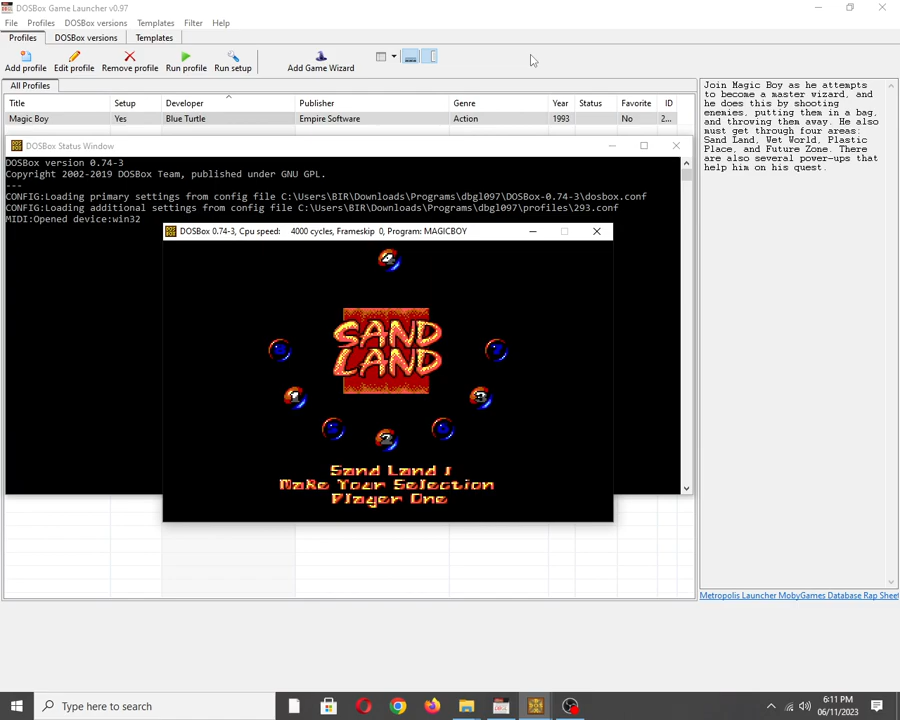 DOSBox Game Launcher v0.97
File Profiles DOSBox versions Templates Filter Help
Profiles DOSBox versions Templates
Add profile Edit profile Remove profile Run profile Run setup Add Game Wizard
All Profiles
Title Setup Developer Publisher Genre Year Status Favorite ID
Magic Boy Yes Blue Turtle Empire Software Action 1993 No 2...
DOSBox Status Window
DOSBox version 0.74-3
Copyright 2002-2019 DOSBox Team, published under GNU GPL.
---
CONFIG:Loading primary settings from config file C:\Users\BIR\Downloads\Programs\dbgl097\DOSBox-0.74-3\dosbox.conf
CONFIG:Loading additional settings from config file C:\Users\BIR\Downloads\Programs\dbgl097\profiles\293.conf
MIDI:Opened device:win32
DOSBox 0.74-3, Cpu speed: 4000 cycles, Frameskip 0, Program: MAGICBOY
4
SAND
LAND
1
3
2
Sand Land 1
Make Your Selection
Player One
Join Magic Boy as he attempts
to become a master wizard, and
he does this by shooting
enemies, putting them in a bag,
and throwing them away. He also
must get through four areas:
Sand Land, Wet World, Plastic
Place, and Future Zone. There
are also several power-ups that
help him on his quest.
Metropolis Launcher MobyGames Database Rap Sheet
Type here to search
6:11 PM
06/11/2023